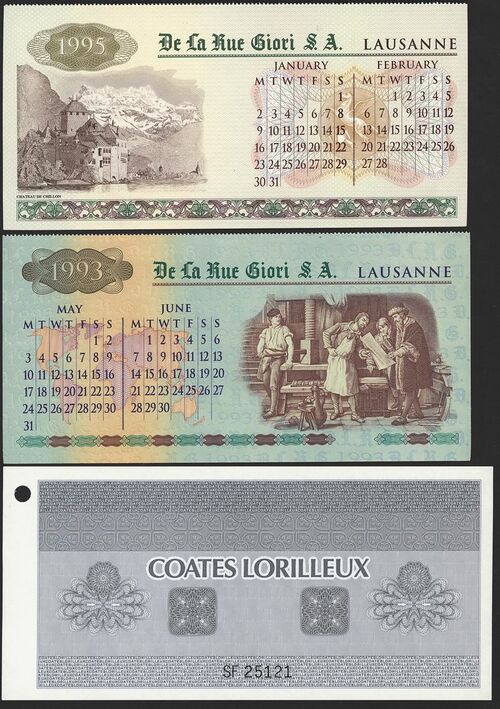 1995
De La Rue Giori S.A. LAUSANNE
JANUARY FEBRUARY
M T W T F S S M T W T F S S
1 1 2 3 4 5
2 3 4 5 6 7 8 6 7 8 9 10 11 12
9 10 11 12 13 14 15 13 14 15 16 17 18 19
16 17 18 19 20 21 22 20 21 22 23 24 25 26
23 24 25 26 27 28 29 27 28
30 31
CHATEAU DE CHILLON
1993
De La Rue Giori S.A. LAUSANNE
MAY JUNE
M T W T F S S M T W T F S S
1 2 1 2 3 4 5 6
3 4 5 6 7 8 9 7 8 9 10 11 12 13
10 11 12 13 14 15 16 14 15 16 17 18 19 20
17 18 19 20 21 22 23 21 22 23 24 25 26 27
24 25 26 27 28 29 30 28 29 30
31
COATES LORILLEUX
SF 25121